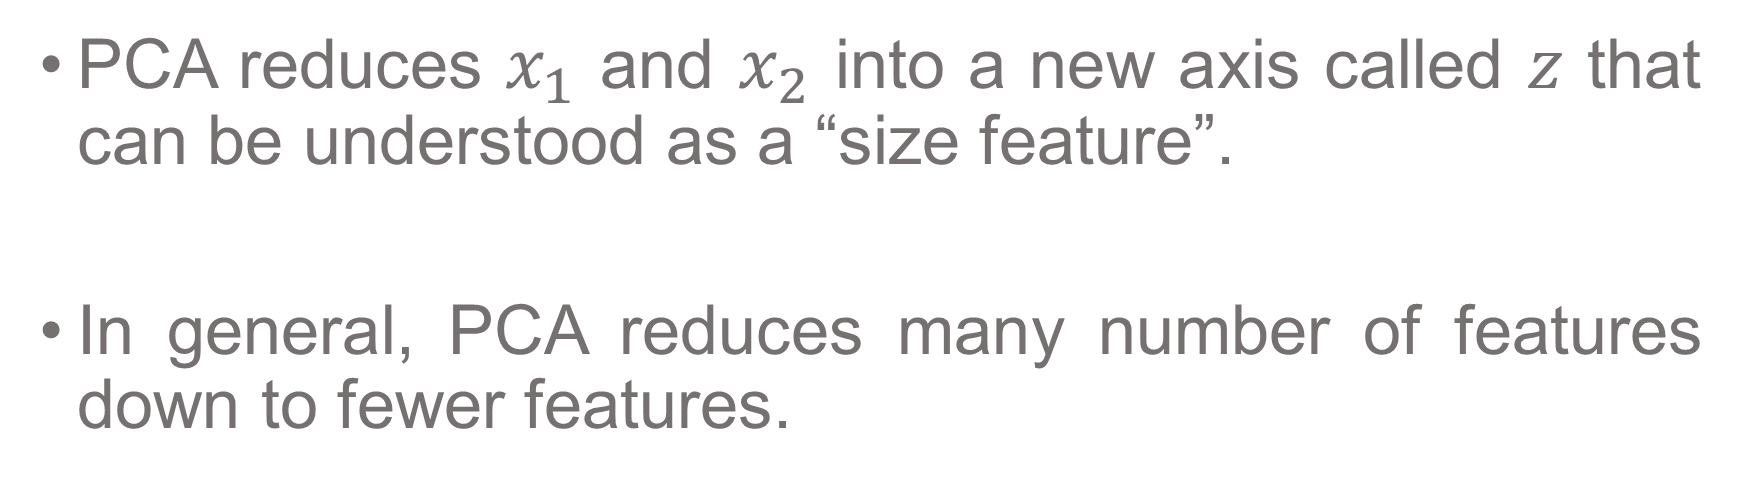 • PCA reduces x₁ and x₂ into a new axis called z that
can be understood as a “size feature”.
• In general, PCA reduces many number of features
down to fewer features.